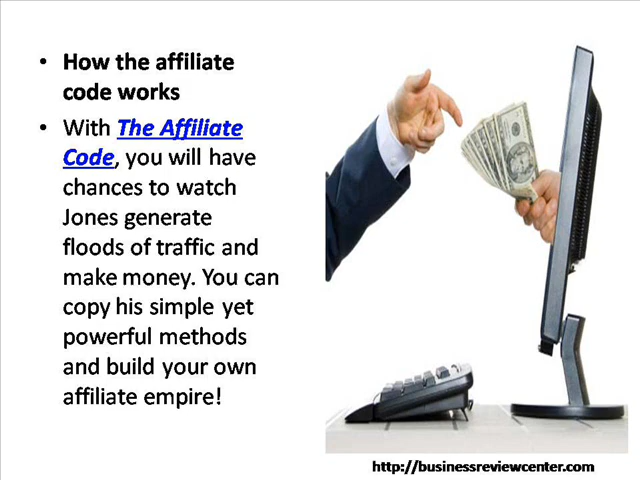 • How the affiliate
code works
• With The Affiliate
Code, you will have
chances to watch
Jones generate
floods of traffic and
make money. You can
copy his simple yet
powerful methods
and build your own
affiliate empire!
http://businessreviewcenter.com